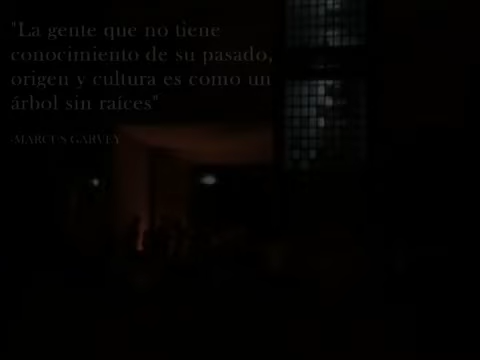 "La gente que no tiene
conocimiento de su pasado,
origen y cultura es como un
árbol sin raíces"
-MARCUS GARVEY